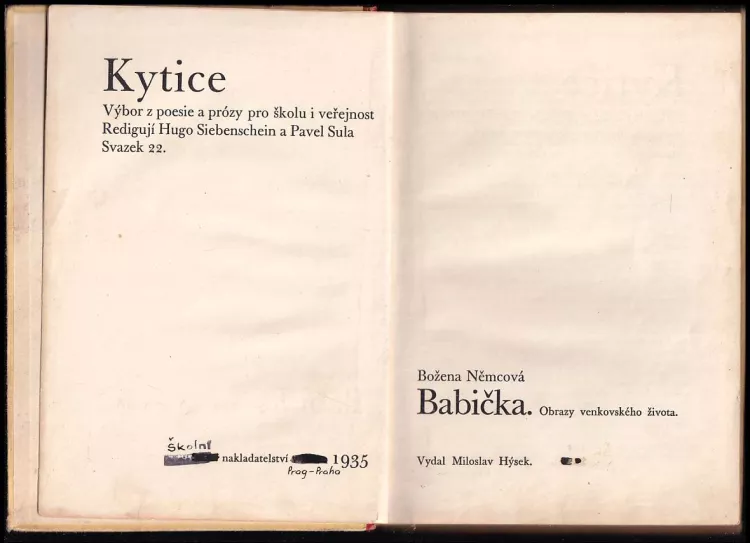 Kytice
Výbor z poesie a prózy pro školu i veřejnost
Redigují Hugo Siebenschein a Pavel Sula
Svazek 22.
Školní
nakladatelství 1935
Prag-Praha
Božena Němcová
Babička. Obrazy venkovského života.
Vydal Miloslav Hýsek.